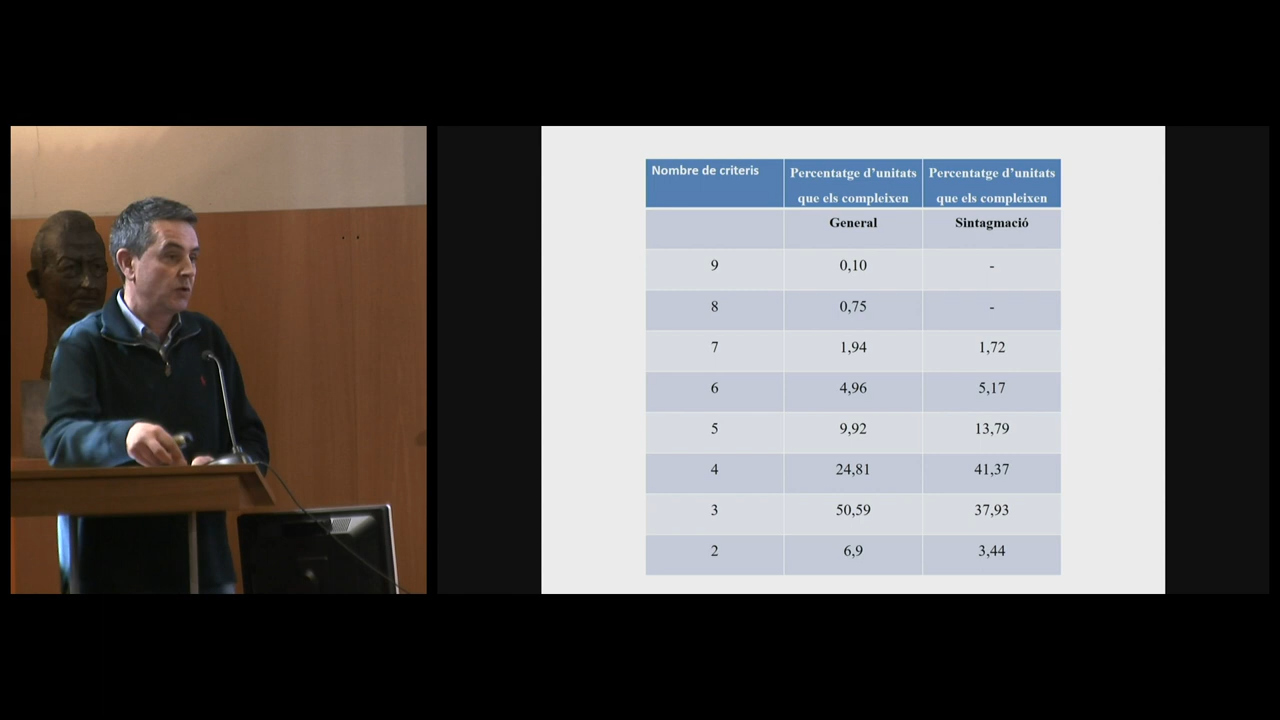 Nombre de criteris
Percentatge d'unitats que els compleixen
Percentatge d'unitats que els compleixen
General
Sintagmació
9 0,10 -
8 0,75 -
7 1,94 1,72
6 4,96 5,17
5 9,92 13,79
4 24,81 41,37
3 50,59 37,93
2 6,9 3,44